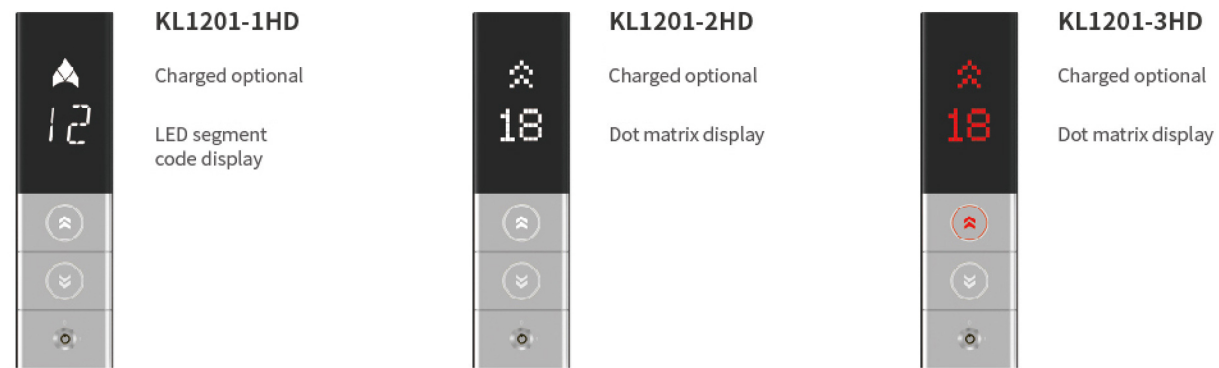 KL1201-1HD
Charged optional
LED segment
code display
12
KL1201-2HD
Charged optional
Dot matrix display
18
KL1201-3HD
Charged optional
Dot matrix display
18